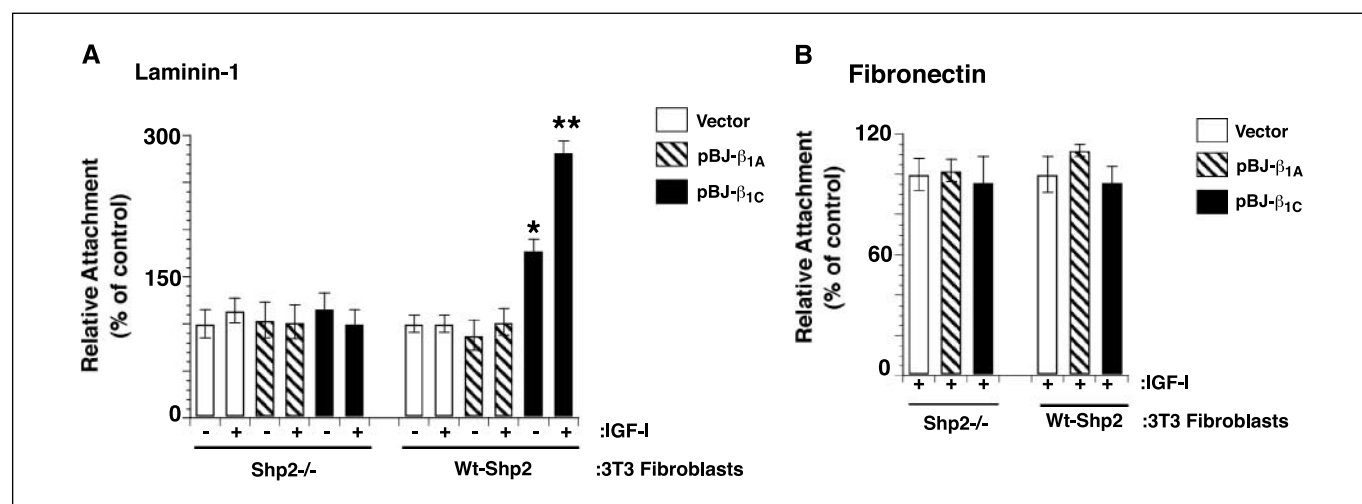 A
Laminin-1
Relative Attachment
(% of control)
300
150
0
**
*
Vector
pBJ-β1A
pBJ-β1C
- + - + - + - + - + - + :IGF-I
Shp2-/- Wt-Shp2 :3T3 Fibroblasts
B
Fibronectin
Relative Attachment
(% of control)
120
60
0
Vector
pBJ-β1A
pBJ-β1C
+ + + + + + :IGF-I
Shp2-/- Wt-Shp2 :3T3 Fibroblasts